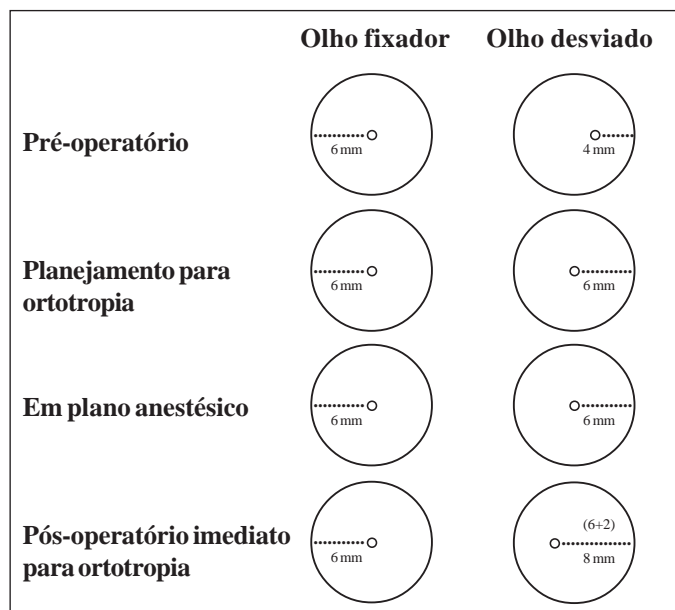 Olho fixador Olho desviado
Pré-operatório
6 mm 4 mm
Planejamento para
ortotropia
6 mm 6 mm
Em plano anestésico
6 mm 6 mm
Pós-operatório imediato
para ortotropia
(6+2)
6 mm 8 mm